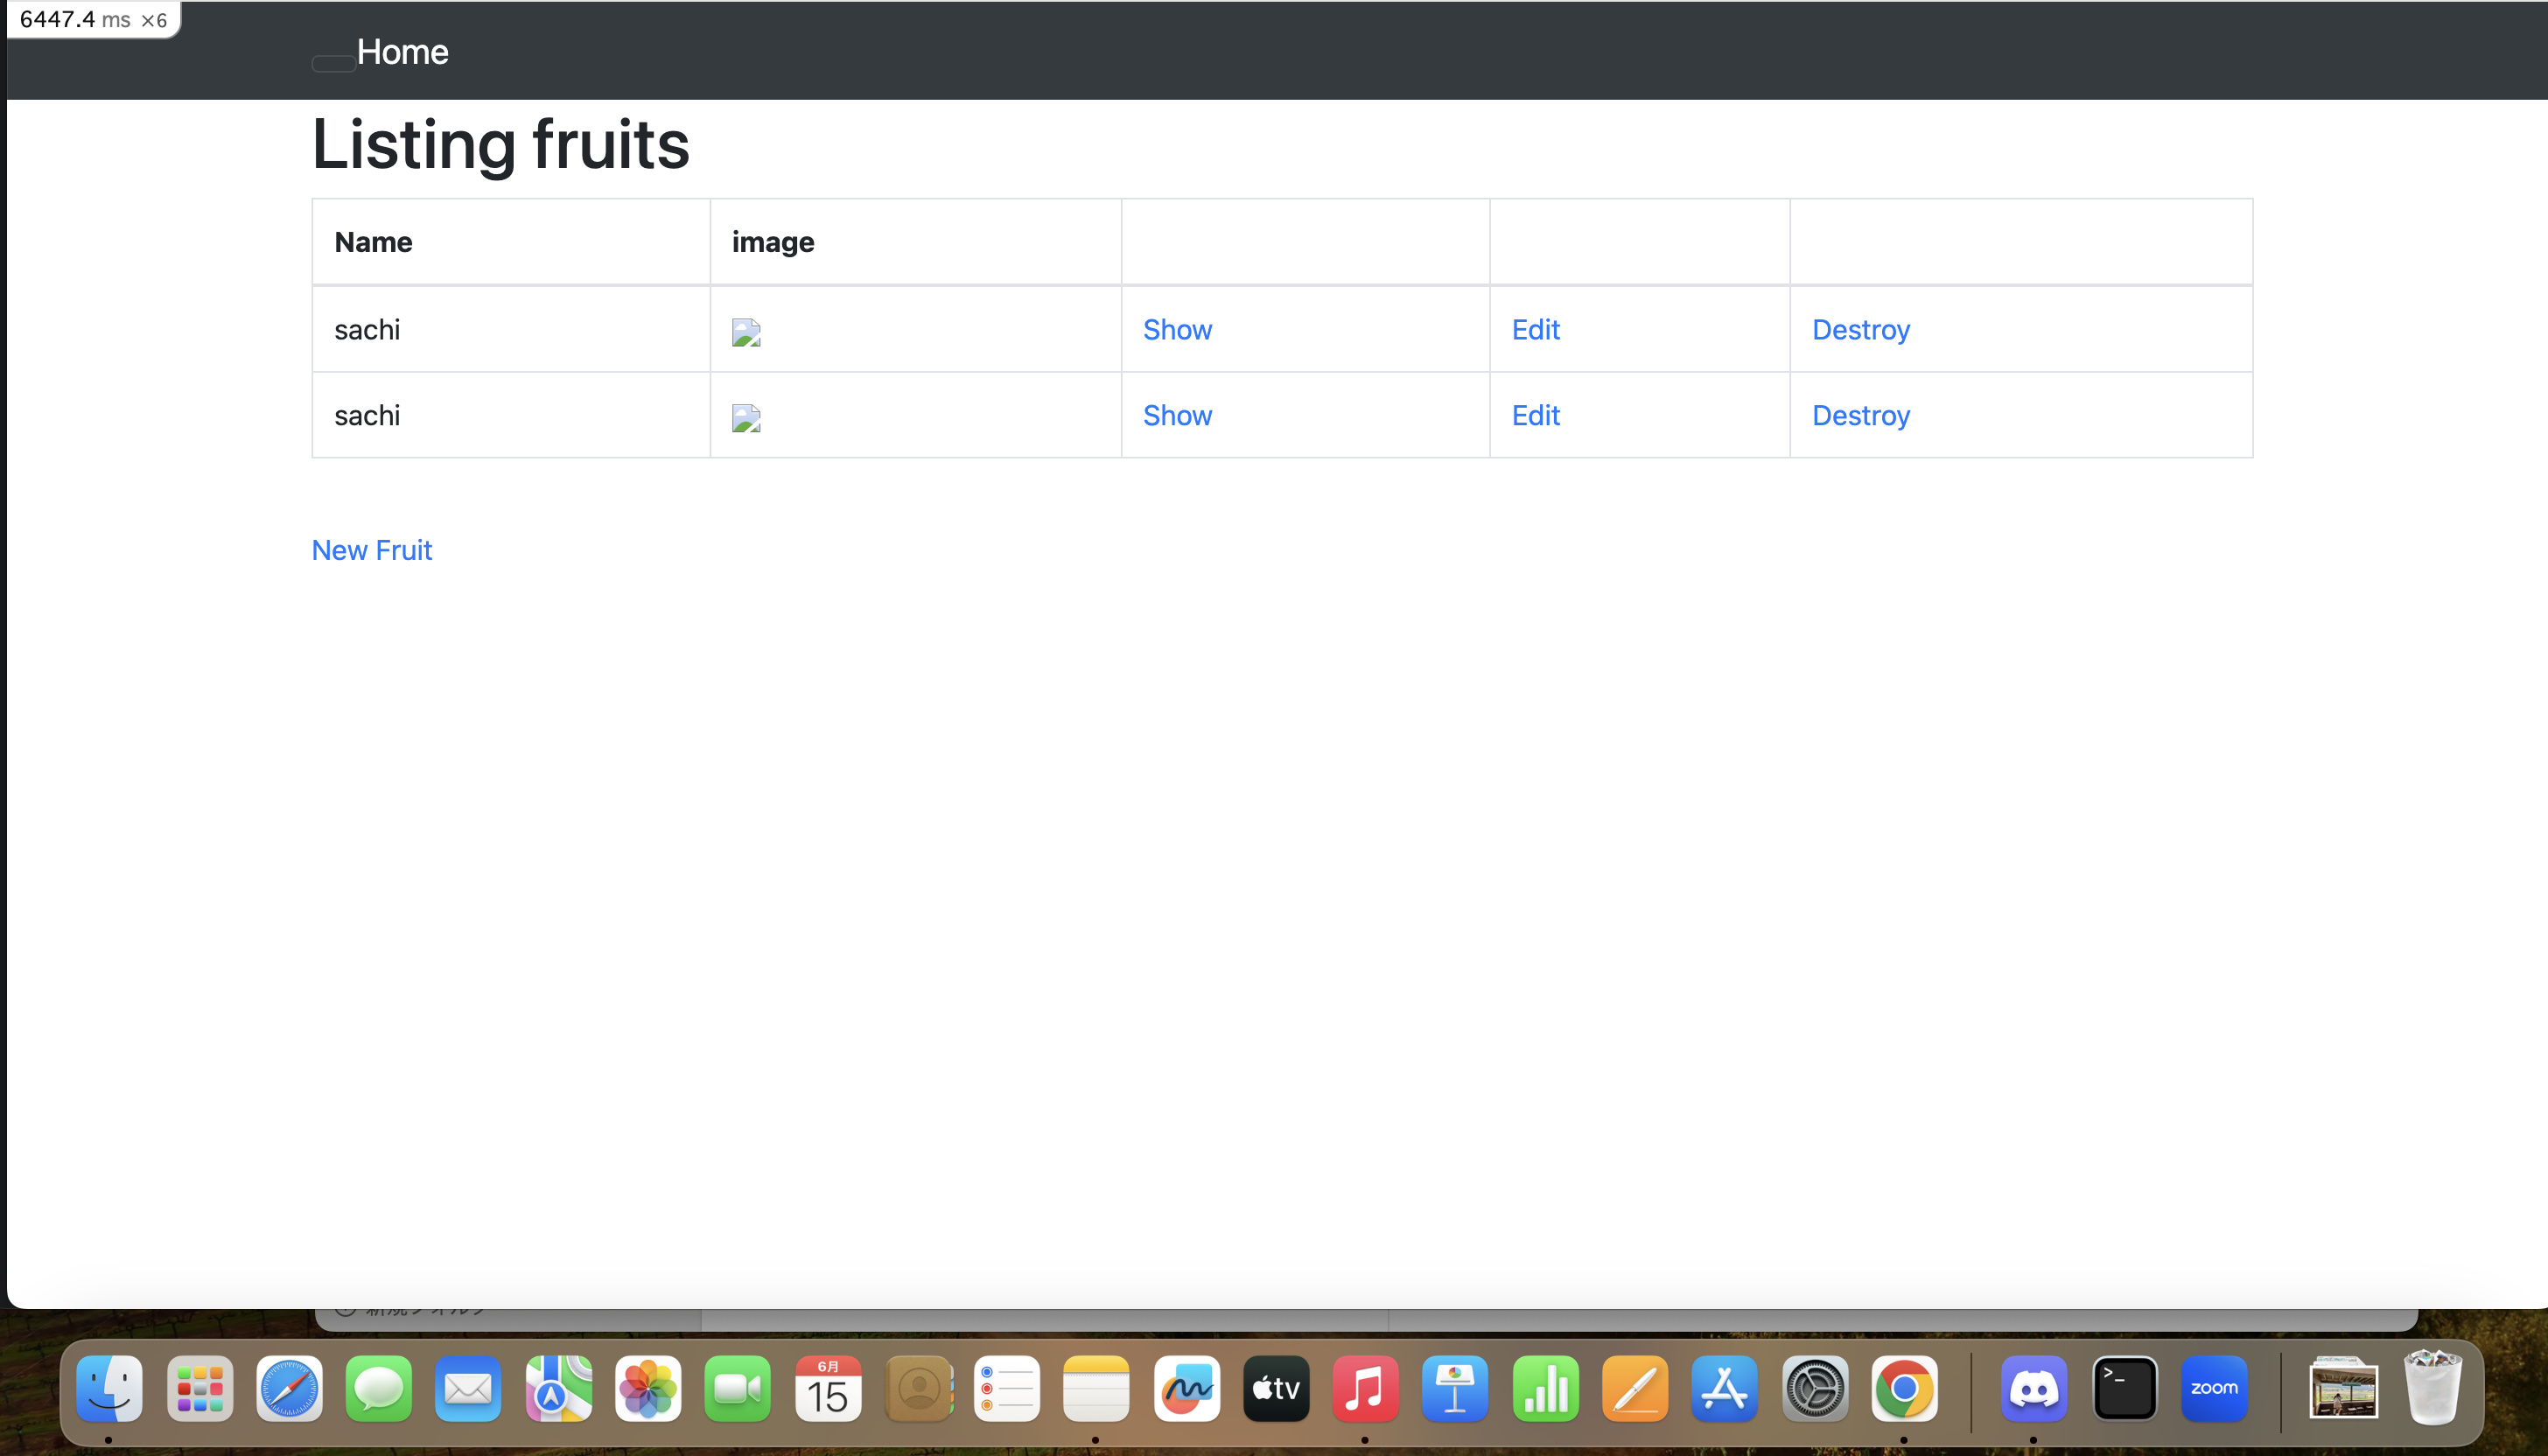 6447.4 ms ×6
Home
Listing fruits
Name image
sachi Show Edit Destroy
sachi Show Edit Destroy
New Fruit
6月
15
tv
>_
zoom